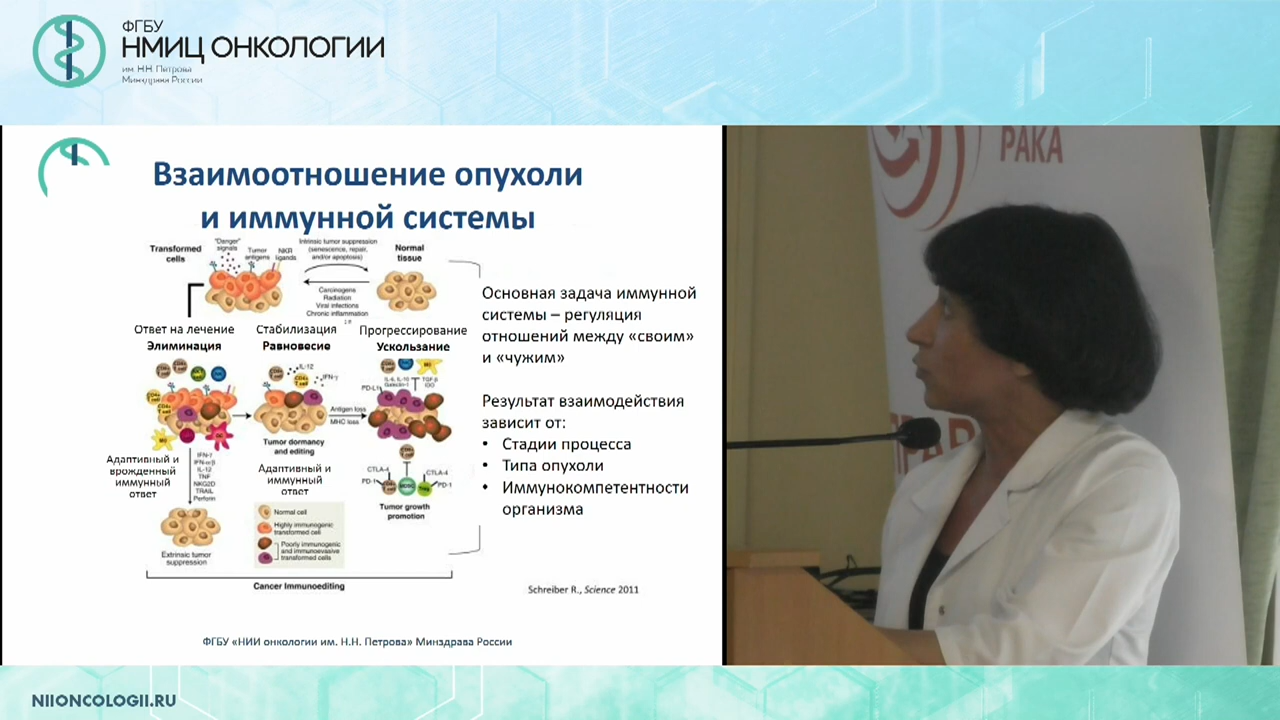 ФГБУ
НМИЦ ОНКОЛОГИИ
им. Н.Н. Петрова
Минздрава России
Взаимоотношение опухоли
и иммунной системы
Transformed
cells
"Danger"
signals
Tumor
antigens
NKR
ligands
Intrinsic tumor suppression
(senescence, repair,
and/or apoptosis)
Normal
tissue
Carcinogens
Radiation
Viral infections
Chronic inflammation
Ответ на лечение
Элиминация
Стабилизация
Равновесие
Прогрессирование
Ускользание
IL-12
IFN-γ
CD4+
T cell
PD-L1
IL-6, IL-10
Galectin-1
TGF-β
IDO
Antigen loss
MHC loss
Tumor dormancy
and editing
Адаптивный и
врожденный
иммунный
ответ
IFN-γ
IFN-α/β
IL-12
TNF
NKG2D
TRAIL
Perforin
Адаптивный и
иммунный
ответ
CTLA-4
PD-1
CTLA-4
PD-1
Tumor growth
promotion
Normal cell
Highly immunogenic
transformed cell
Poorly immunogenic
and immunoevasive
transformed cells
Extrinsic tumor
suppression
Cancer Immunoediting
Основная задача иммунной
системы – регуляция
отношений между «своим»
и «чужим»
Результат взаимодействия
зависит от:
• Стадии процесса
• Типа опухоли
• Иммунокомпетентности
организма
Schreiber R., Science 2011
ФГБУ «НИИ онкологии им. Н.Н. Петрова» Минздрава России
РАКА
NIIONCOLOGII.RU